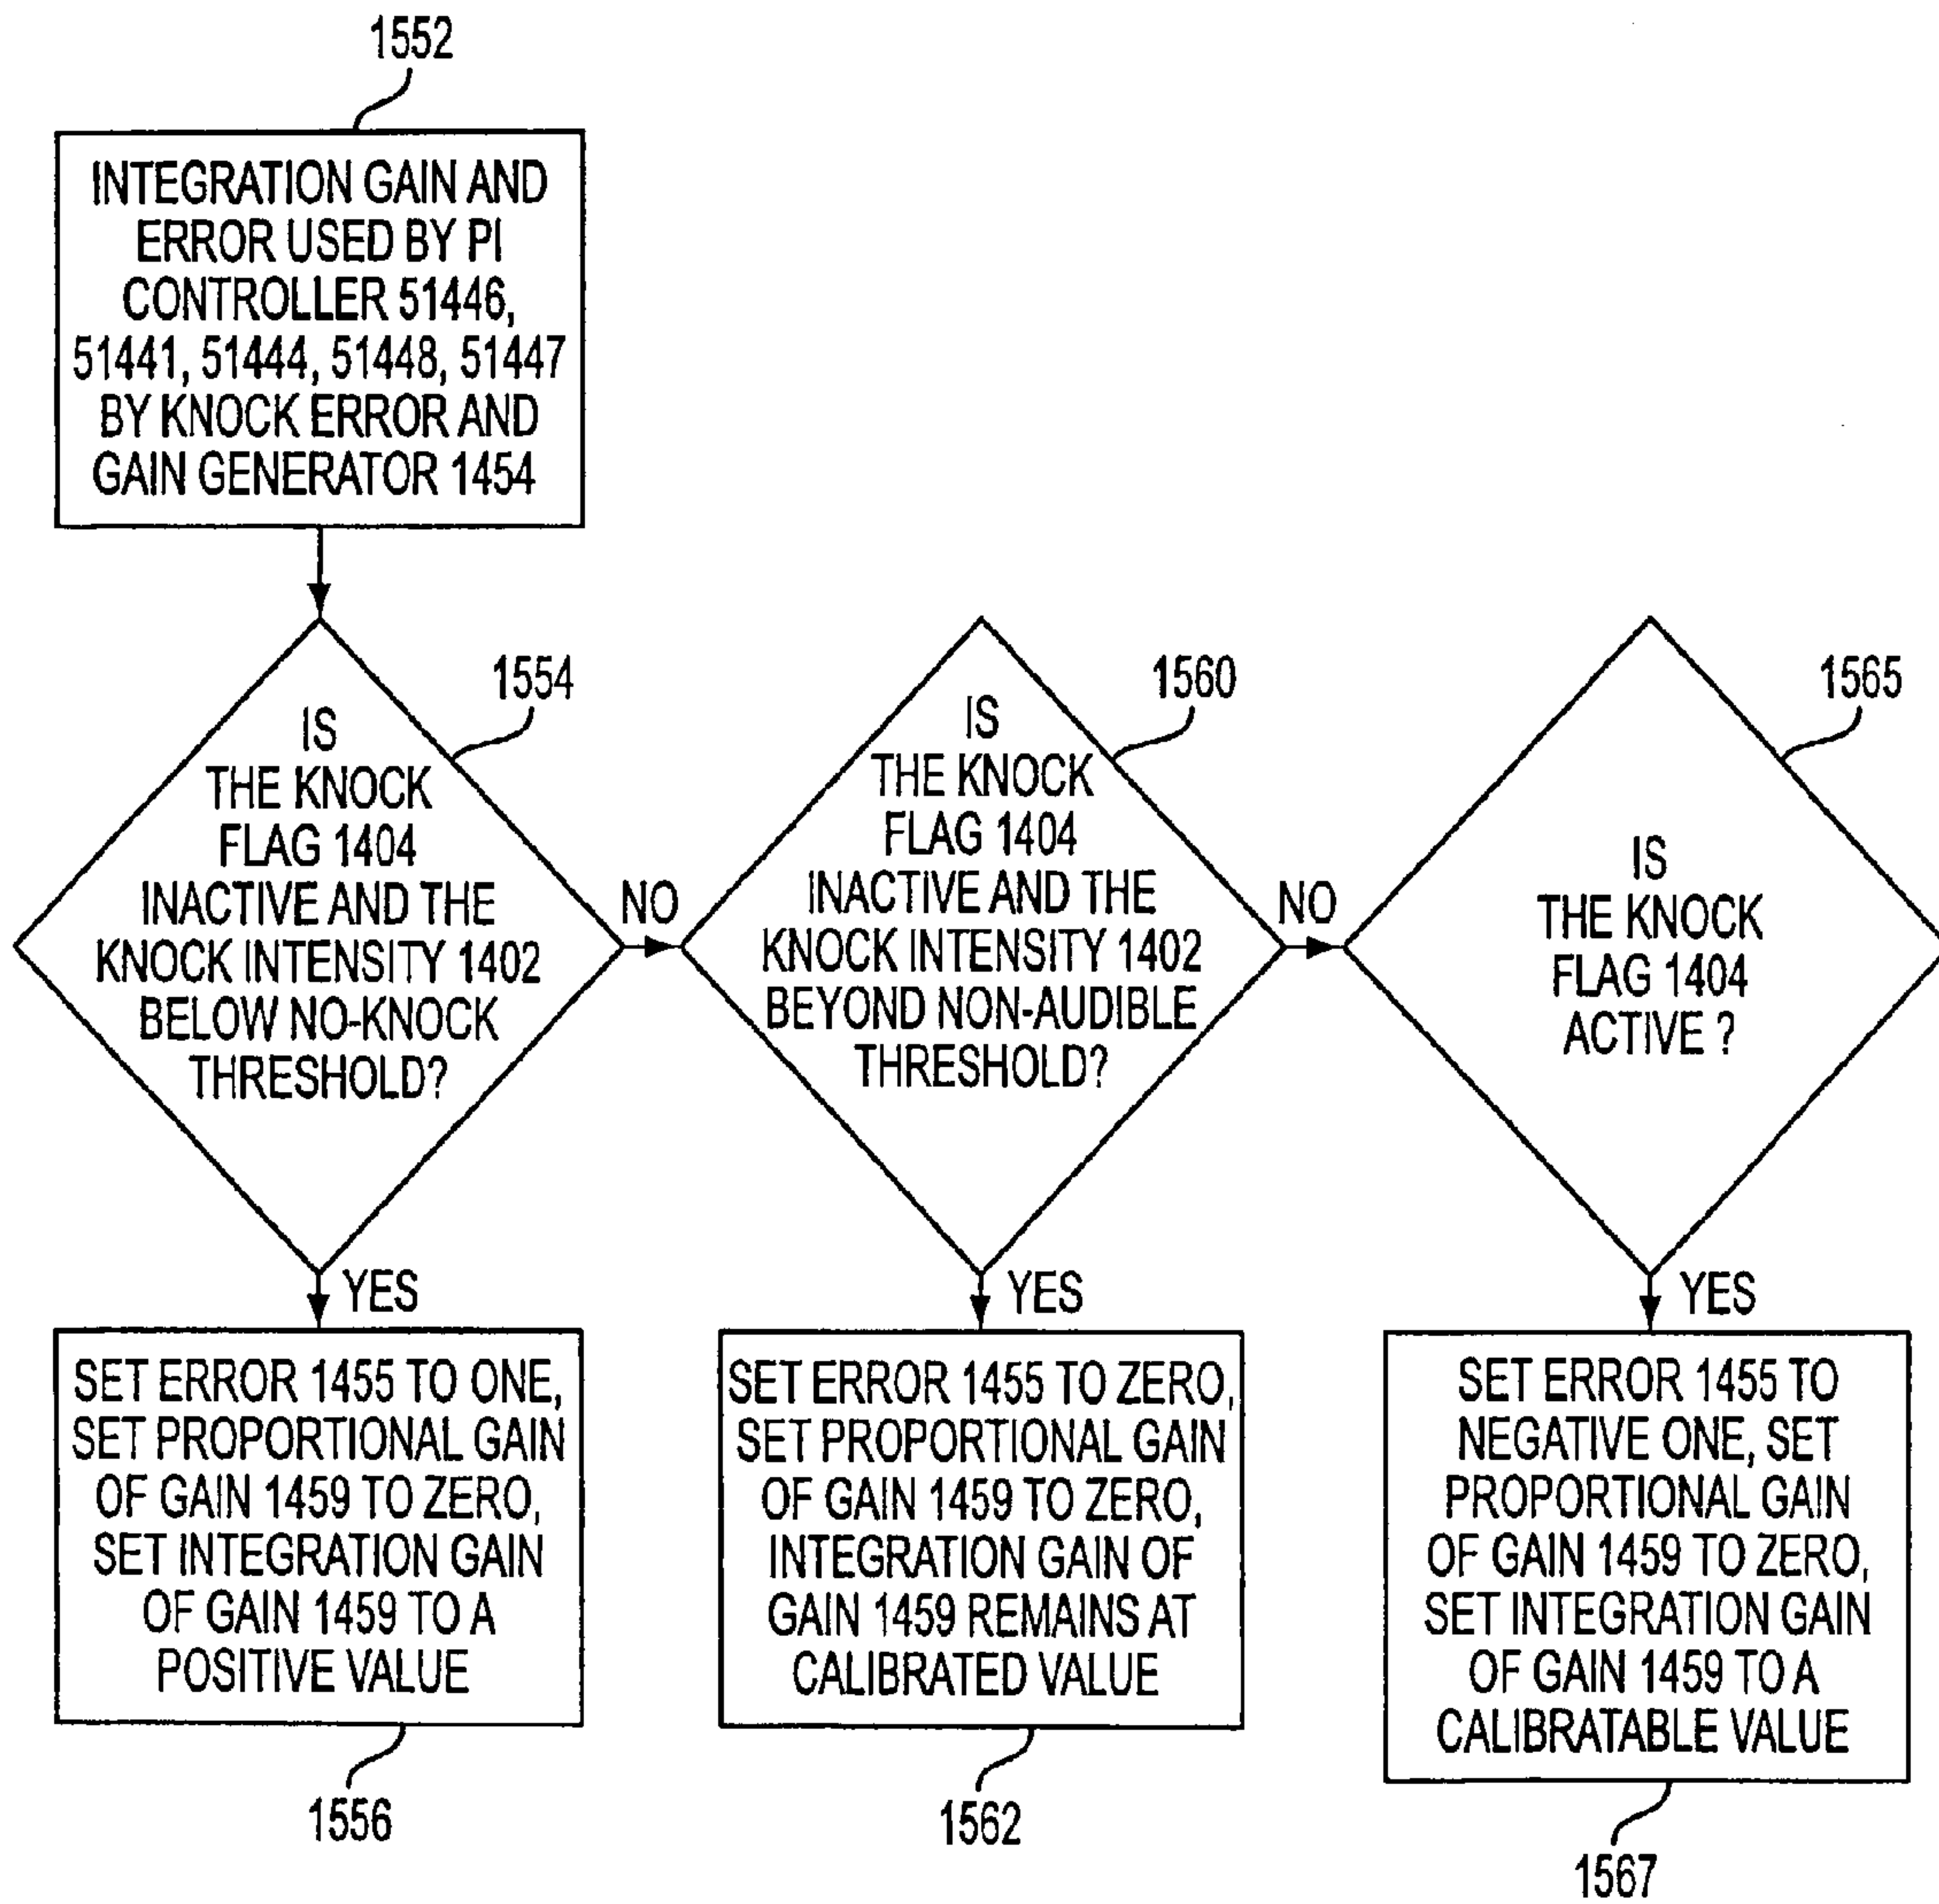 1552
INTEGRATION GAIN AND
ERROR USED BY PI
CONTROLLER 51446,
51441, 51444, 51448, 51447
BY KNOCK ERROR AND
GAIN GENERATOR 1454
1554
IS
THE KNOCK
FLAG 1404
INACTIVE AND THE
KNOCK INTENSITY 1402
BELOW NO-KNOCK
THRESHOLD?
NO
1560
IS
THE KNOCK
FLAG 1404
INACTIVE AND THE
KNOCK INTENSITY 1402
BEYOND NON-AUDIBLE
THRESHOLD?
NO
1565
IS
THE KNOCK
FLAG 1404
ACTIVE ?
YES
SET ERROR 1455 TO ONE,
SET PROPORTIONAL GAIN
OF GAIN 1459 TO ZERO,
SET INTEGRATION GAIN
OF GAIN 1459 TO A
POSITIVE VALUE
1556
YES
SET ERROR 1455 TO ZERO,
SET PROPORTIONAL GAIN
OF GAIN 1459 TO ZERO,
INTEGRATION GAIN OF
GAIN 1459 REMAINS AT
CALIBRATED VALUE
1562
YES
SET ERROR 1455 TO
NEGATIVE ONE, SET
PROPORTIONAL GAIN
OF GAIN 1459 TO ZERO,
SET INTEGRATION GAIN
OF GAIN 1459 TO A
CALIBRATABLE VALUE
1567